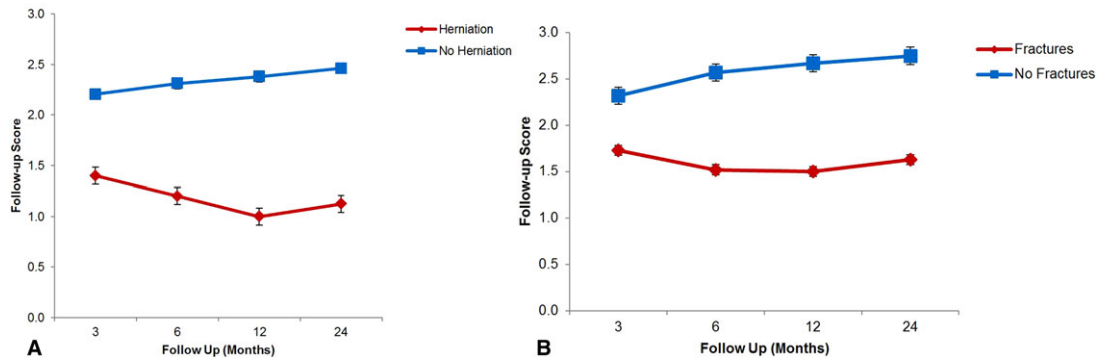 3.0
2.5
2.0
1.5
1.0
0.5
0.0
Follow-up Score
3 6 12 24
Follow Up (Months)
Herniation
No Herniation
A
3.0
2.5
2.0
1.5
1.0
0.5
0.0
Follow-up Score
3 6 12 24
Follow Up (Months)
Fractures
No Fractures
B